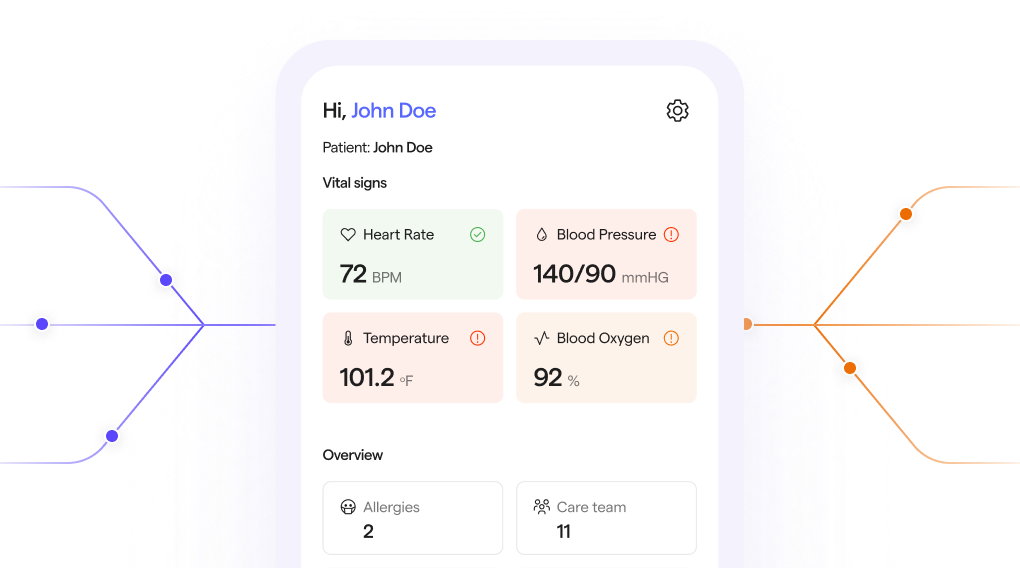 Hi, John Doe
Patient: John Doe
Vital signs
Heart Rate
72 BPM
Blood Pressure
140/90 mmHG
Temperature
101.2 °F
Blood Oxygen
92 %
Overview
Allergies
2
Care team
11